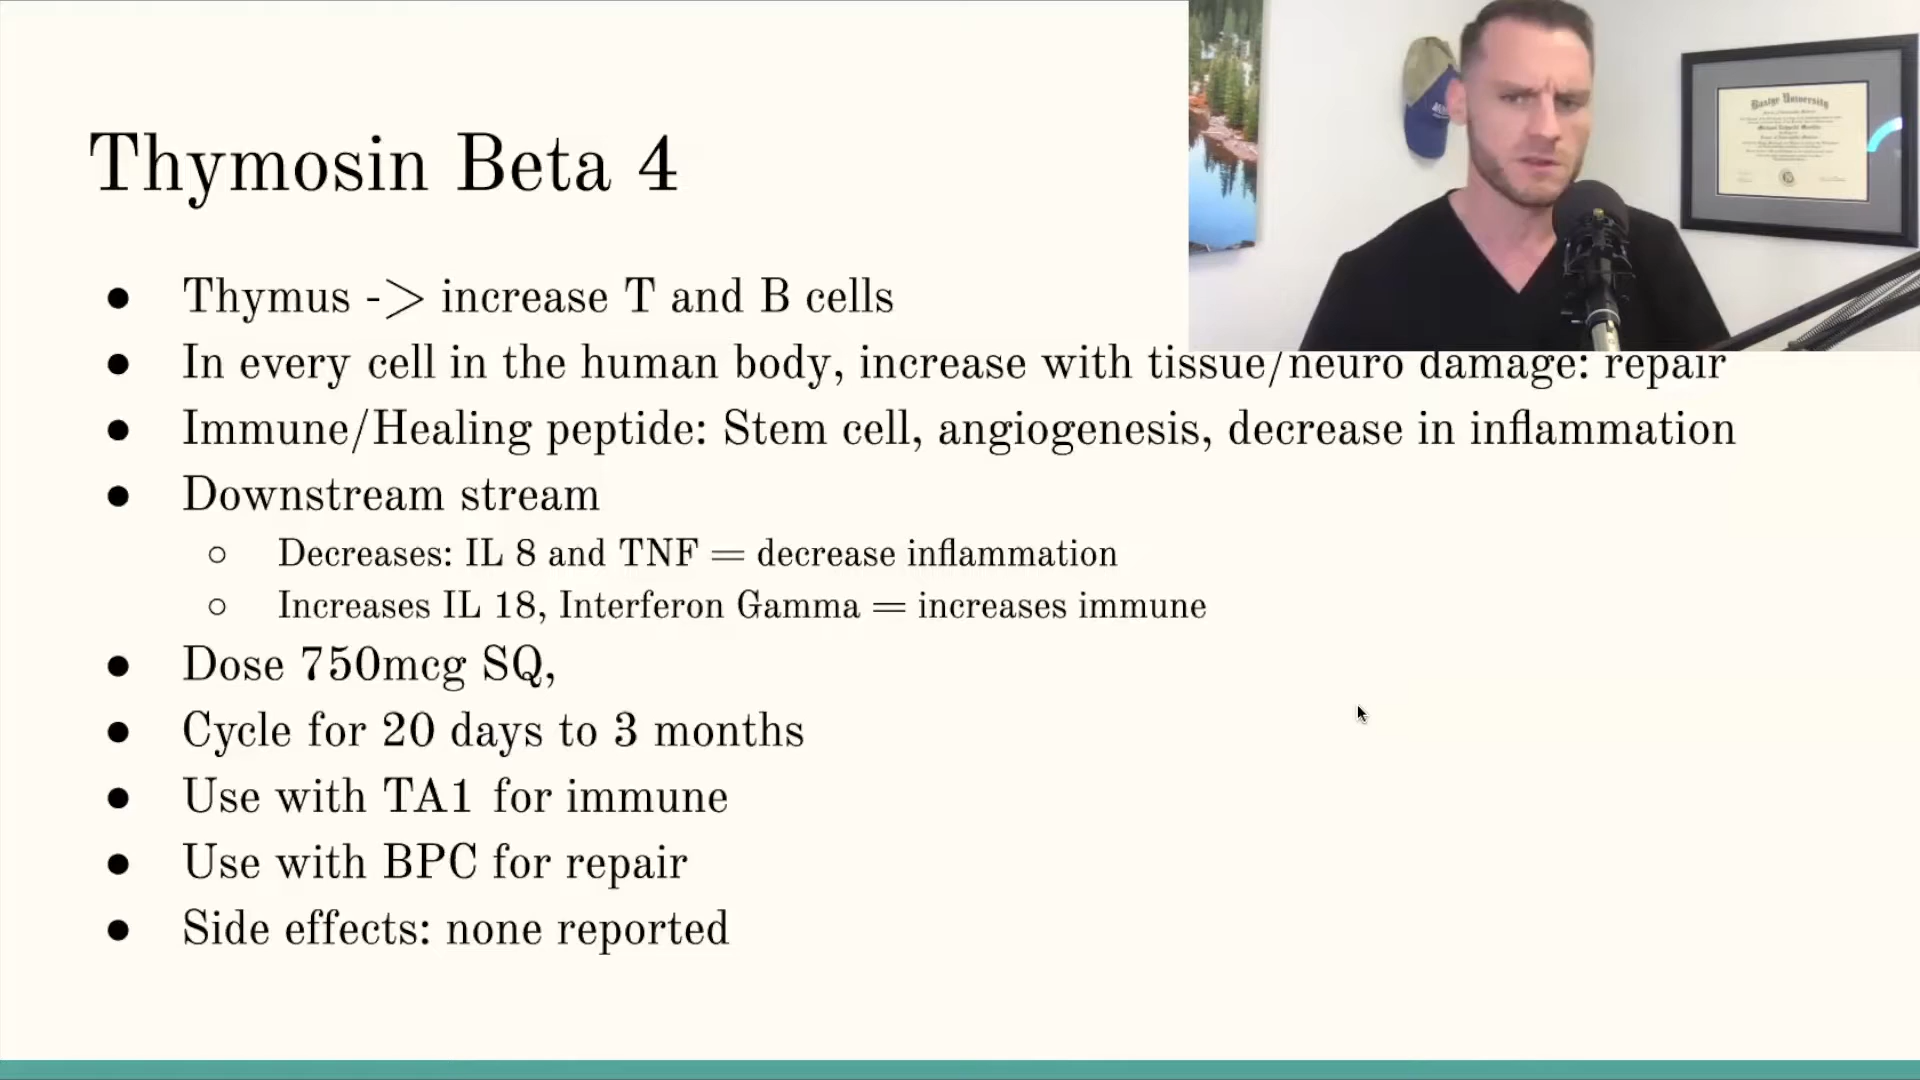 Thymosin Beta 4
● Thymus -> increase T and B cells
● In every cell in the human body, increase with tissue/neuro damage: repair
● Immune/Healing peptide: Stem cell, angiogenesis, decrease in inflammation
● Downstream stream
○ Decreases: IL 8 and TNF = decrease inflammation
○ Increases IL 18, Interferon Gamma = increases immune
● Dose 750mcg SQ,
● Cycle for 20 days to 3 months
● Use with TA1 for immune
● Use with BPC for repair
● Side effects: none reported
University